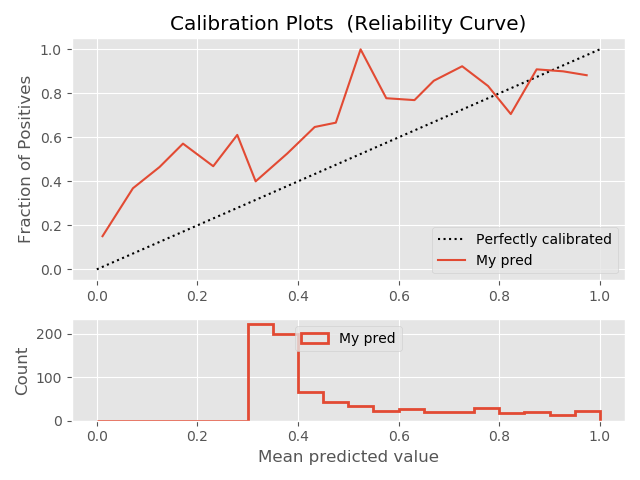 Calibration Plots  (Reliability Curve)
Fraction of Positives
1.0
0.8
0.6
0.4
0.2
0.0
Perfectly calibrated
My pred
0.0 0.2 0.4 0.6 0.8 1.0
Count
200
100
0
My pred
0.0 0.2 0.4 0.6 0.8 1.0
Mean predicted value